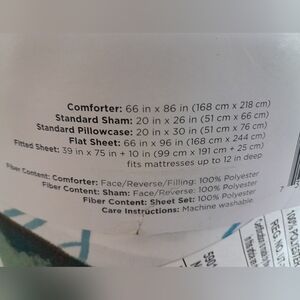 Comforter: 66 in x 86 in (168 cm x 218 cm)
Standard Sham: 20 in x 26 in (51 cm x 66 cm)
Standard Pillowcase: 20 in x 30 in (51 cm x 76 cm)
Flat Sheet: 66 in x 96 in (168 cm x 244 cm)
Fitted Sheet: 39 in x 75 in + 10 in (99 cm x 191 cm + 25 cm)
fits mattresses up to 12 in deep
Fiber Content: Comforter: Face/Reverse/Filling: 100% Polyester
Fiber Content: Sham: Face/Reverse: 100% Polyester
Fiber Content: Sheet Set: 100% Polyester
Care Instructions: Machine washable
7